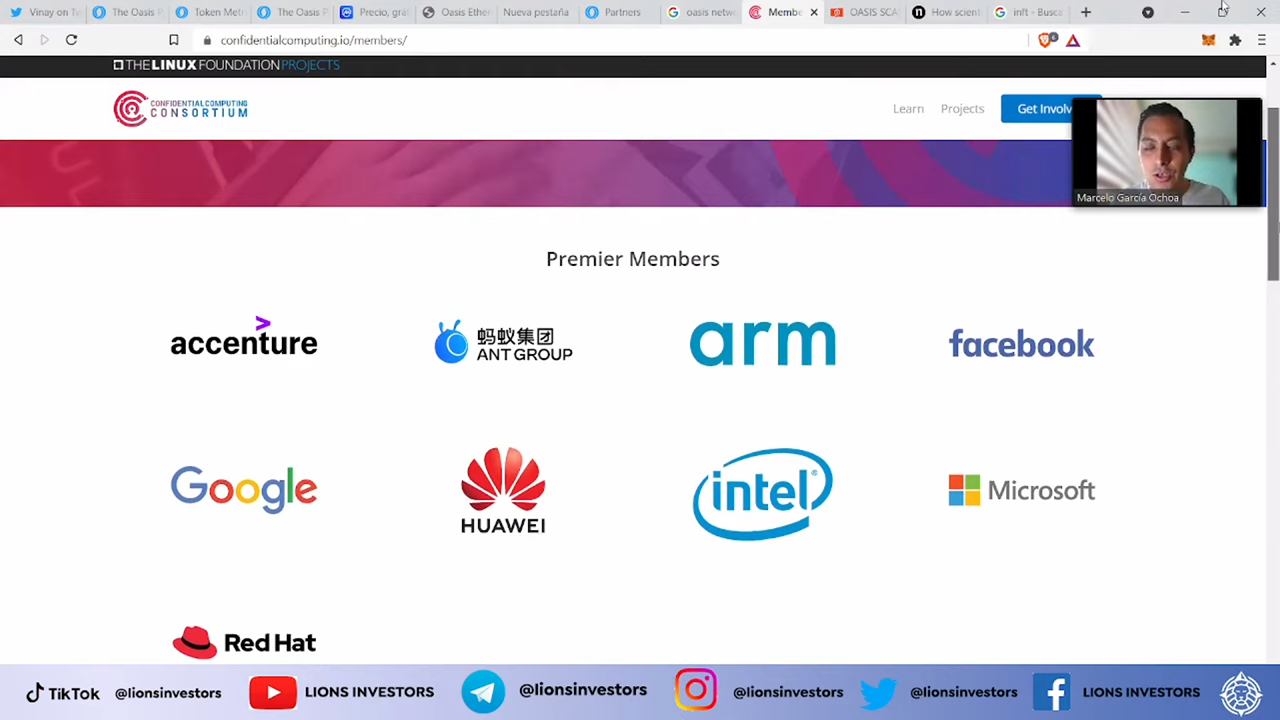 Vinay on Tw
The Oasis P
Token Metr
The Oasis P
Precio, grá
Oasis Ether
Nueva pestaña
Partners
oasis netwo
Membe
OASIS SCA
How scient
inft - Busca
confidentialcomputing.io/members/
6
THE LINUX FOUNDATION PROJECTS
CONFIDENTIAL COMPUTING
CONSORTIUM
Learn
Projects
Get Involv
Marcelo García Ochoa
Premier Members
accenture
蚂蚁集团
ANT GROUP
arm
facebook
Google
HUAWEI
intel®
Microsoft
Red Hat
TikTok @lionsinvestors
LIONS INVESTORS
@lionsinvestors
@lionsinvestors
@lionsinvestors
LIONS INVESTORS